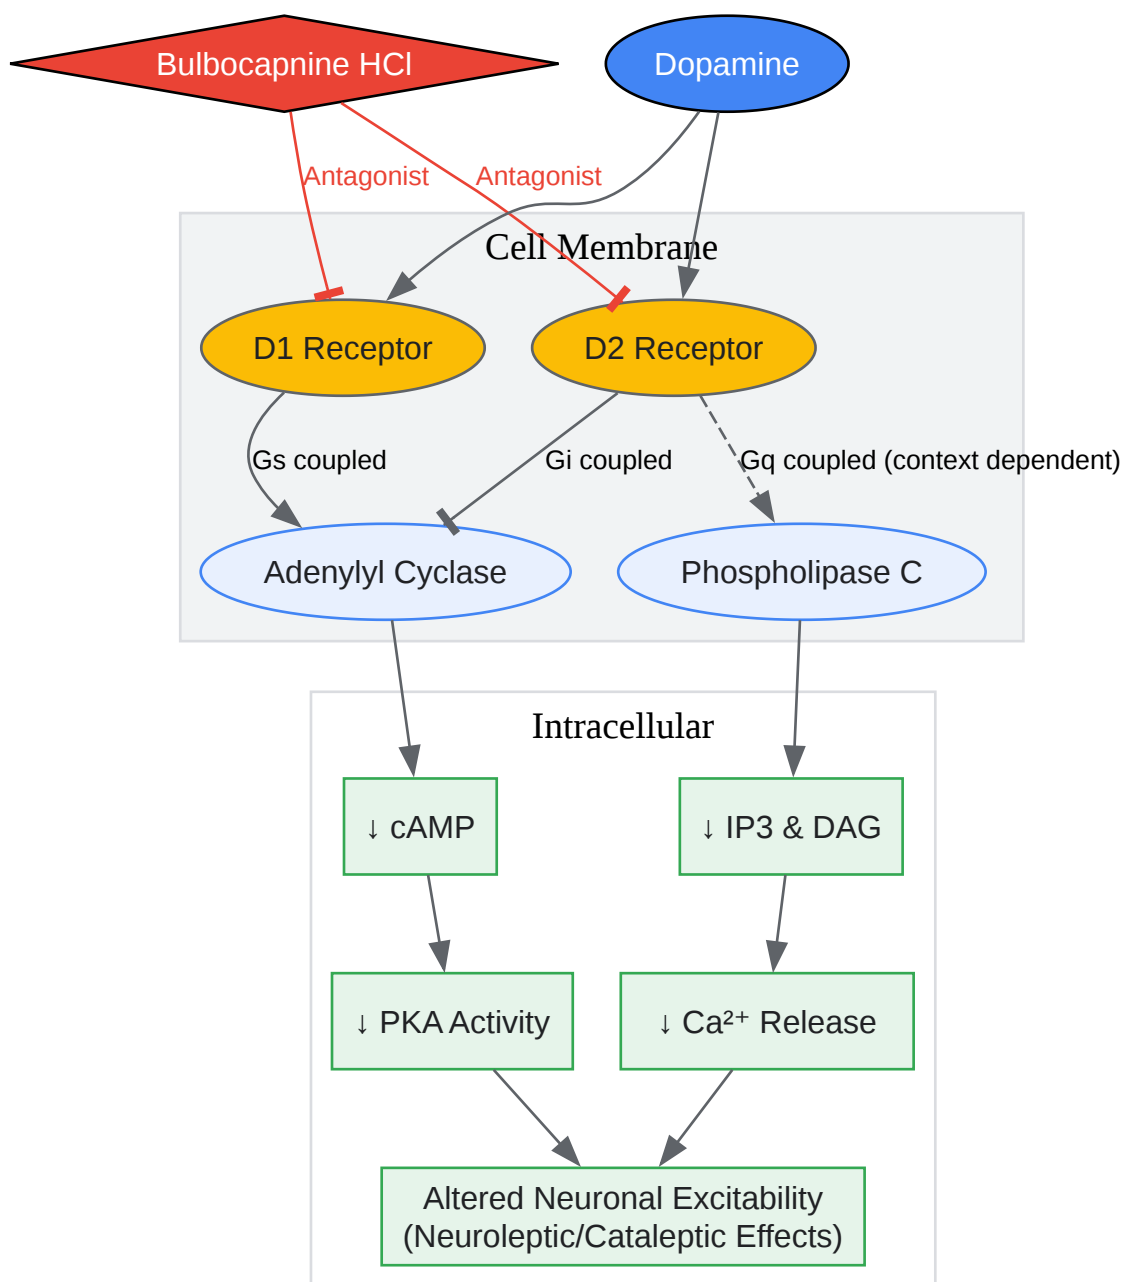 Bulbocapnine HCl
Dopamine
Antagonist
Antagonist
Cell Membrane
D1 Receptor
D2 Receptor
Gs coupled
Gi coupled
Gq coupled (context dependent)
Adenylyl Cyclase
Phospholipase C
Intracellular
↓ cAMP
↓ IP3 & DAG
↓ PKA Activity
↓ Ca²⁺ Release
Altered Neuronal Excitability
(Neuroleptic/Cataleptic Effects)